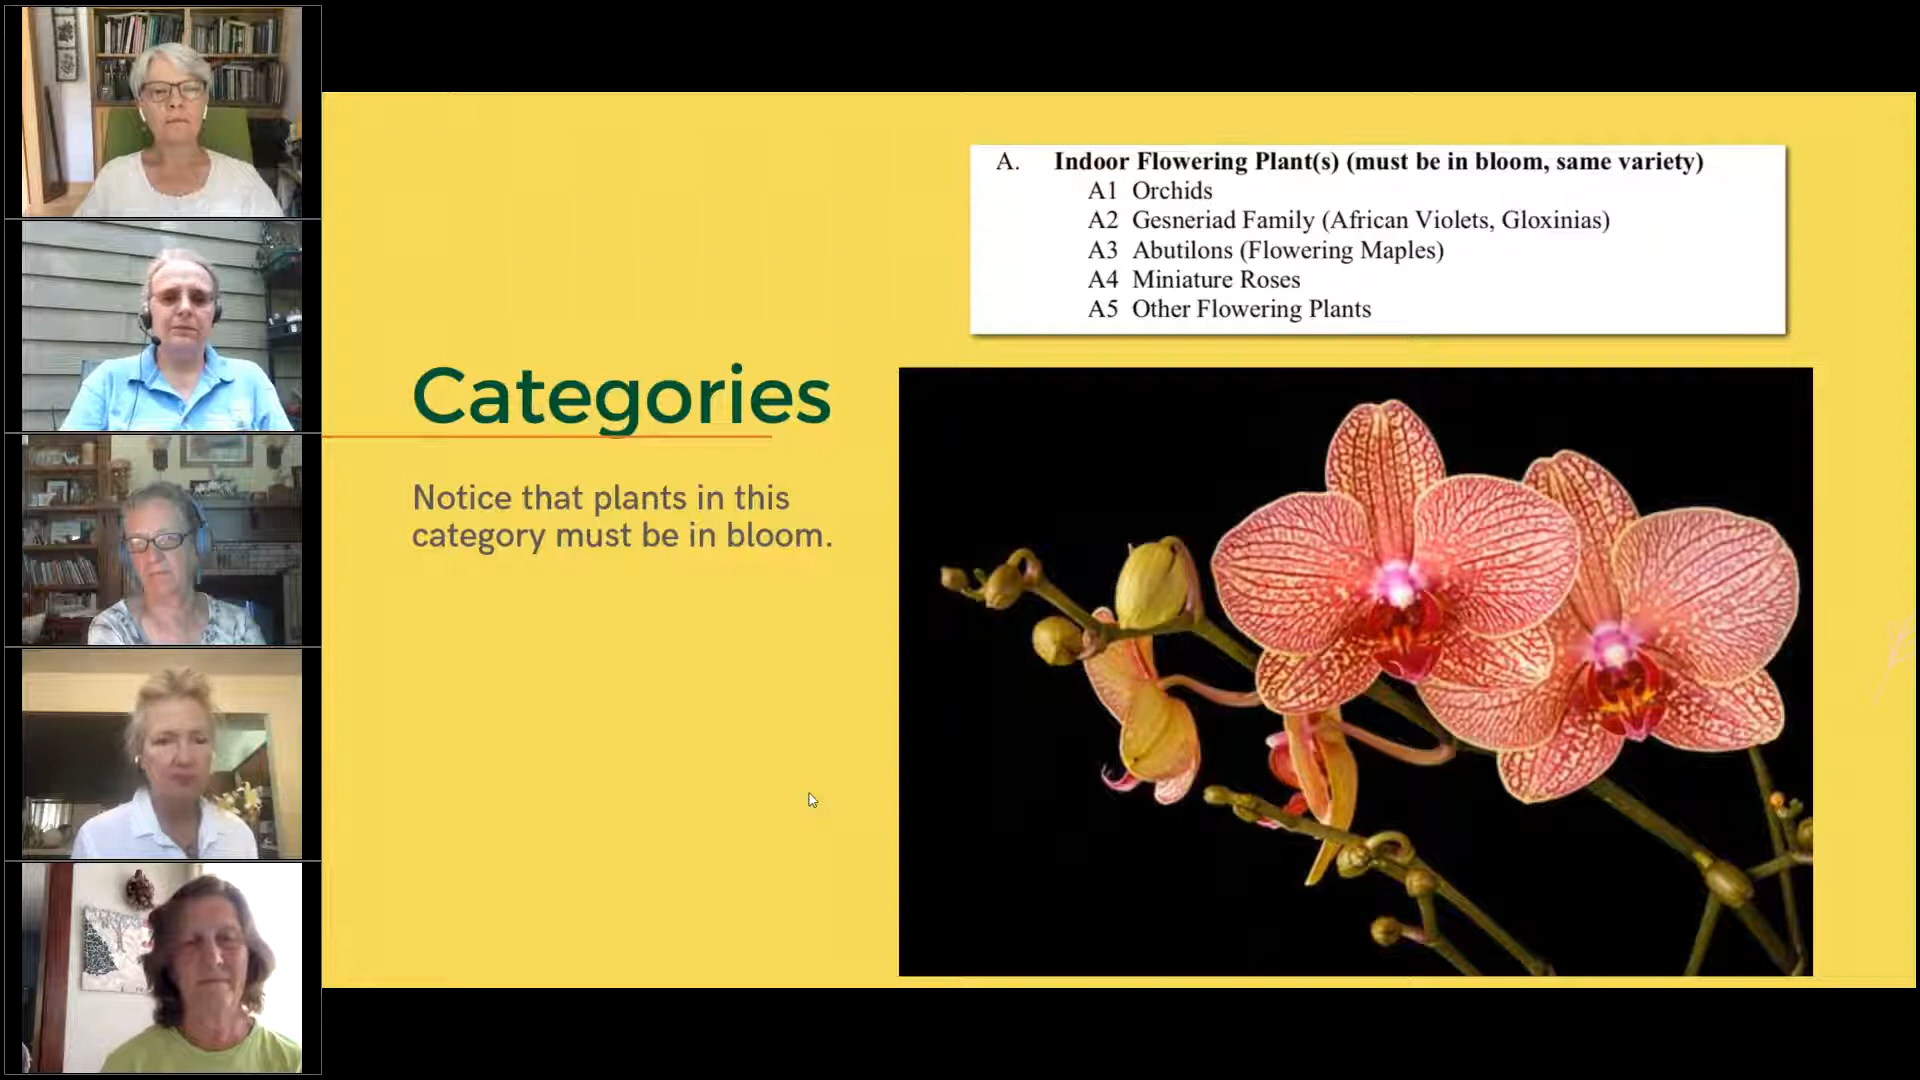 A. Indoor Flowering Plant(s) (must be in bloom, same variety)
A1 Orchids
A2 Gesneriad Family (African Violets, Gloxinias)
A3 Abutilons (Flowering Maples)
A4 Miniature Roses
A5 Other Flowering Plants
Categories
Notice that plants in this
category must be in bloom.